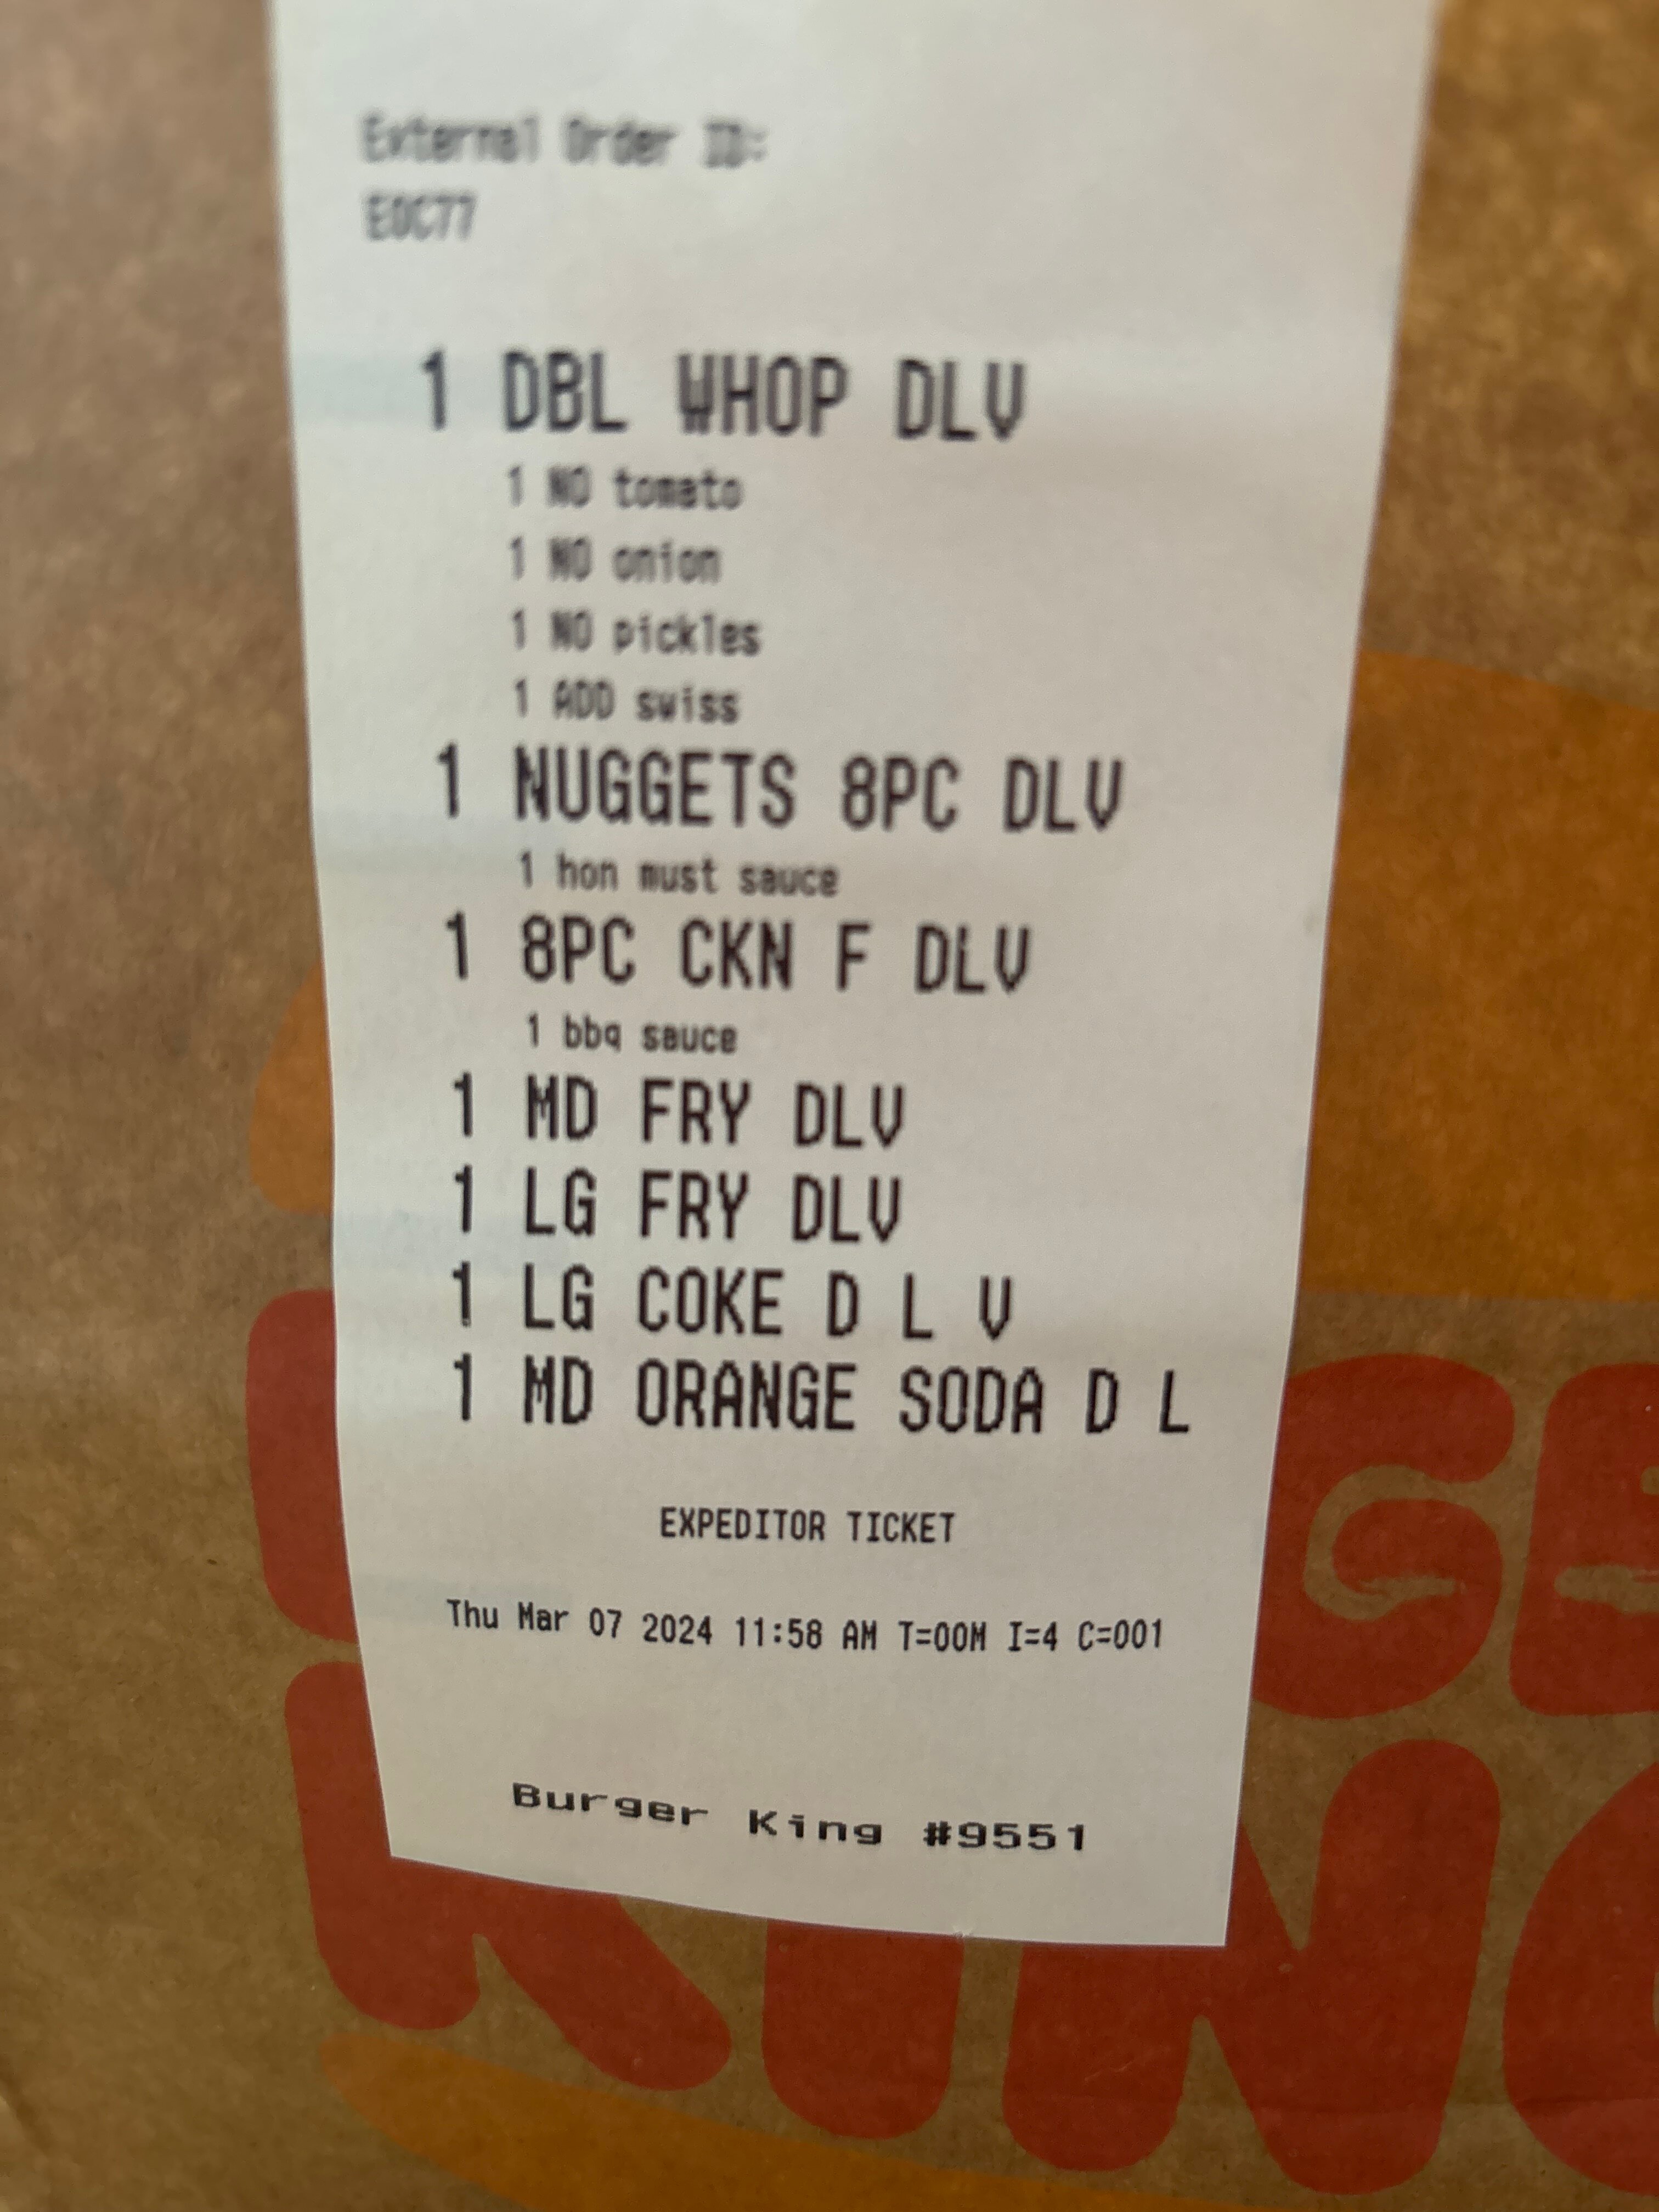 External Order ID:
E0C77
1 DBL WHOP DLV
1 NO tomato
1 NO onion
1 NO pickles
1 ADD swiss
1 NUGGETS 8PC DLV
1 hon must sauce
1 8PC CKN F DLV
1 bbq sauce
1 MD FRY DLV
1 LG FRY DLV
1 LG COKE D L V
1 MD ORANGE SODA D L
EXPEDITOR TICKET
Thu Mar 07 2024 11:58 AM T=00M I=4 C=001
Burger King #9551
GE
KING